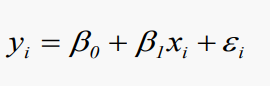 yᵢ = β₀ + β₁xᵢ + εᵢ